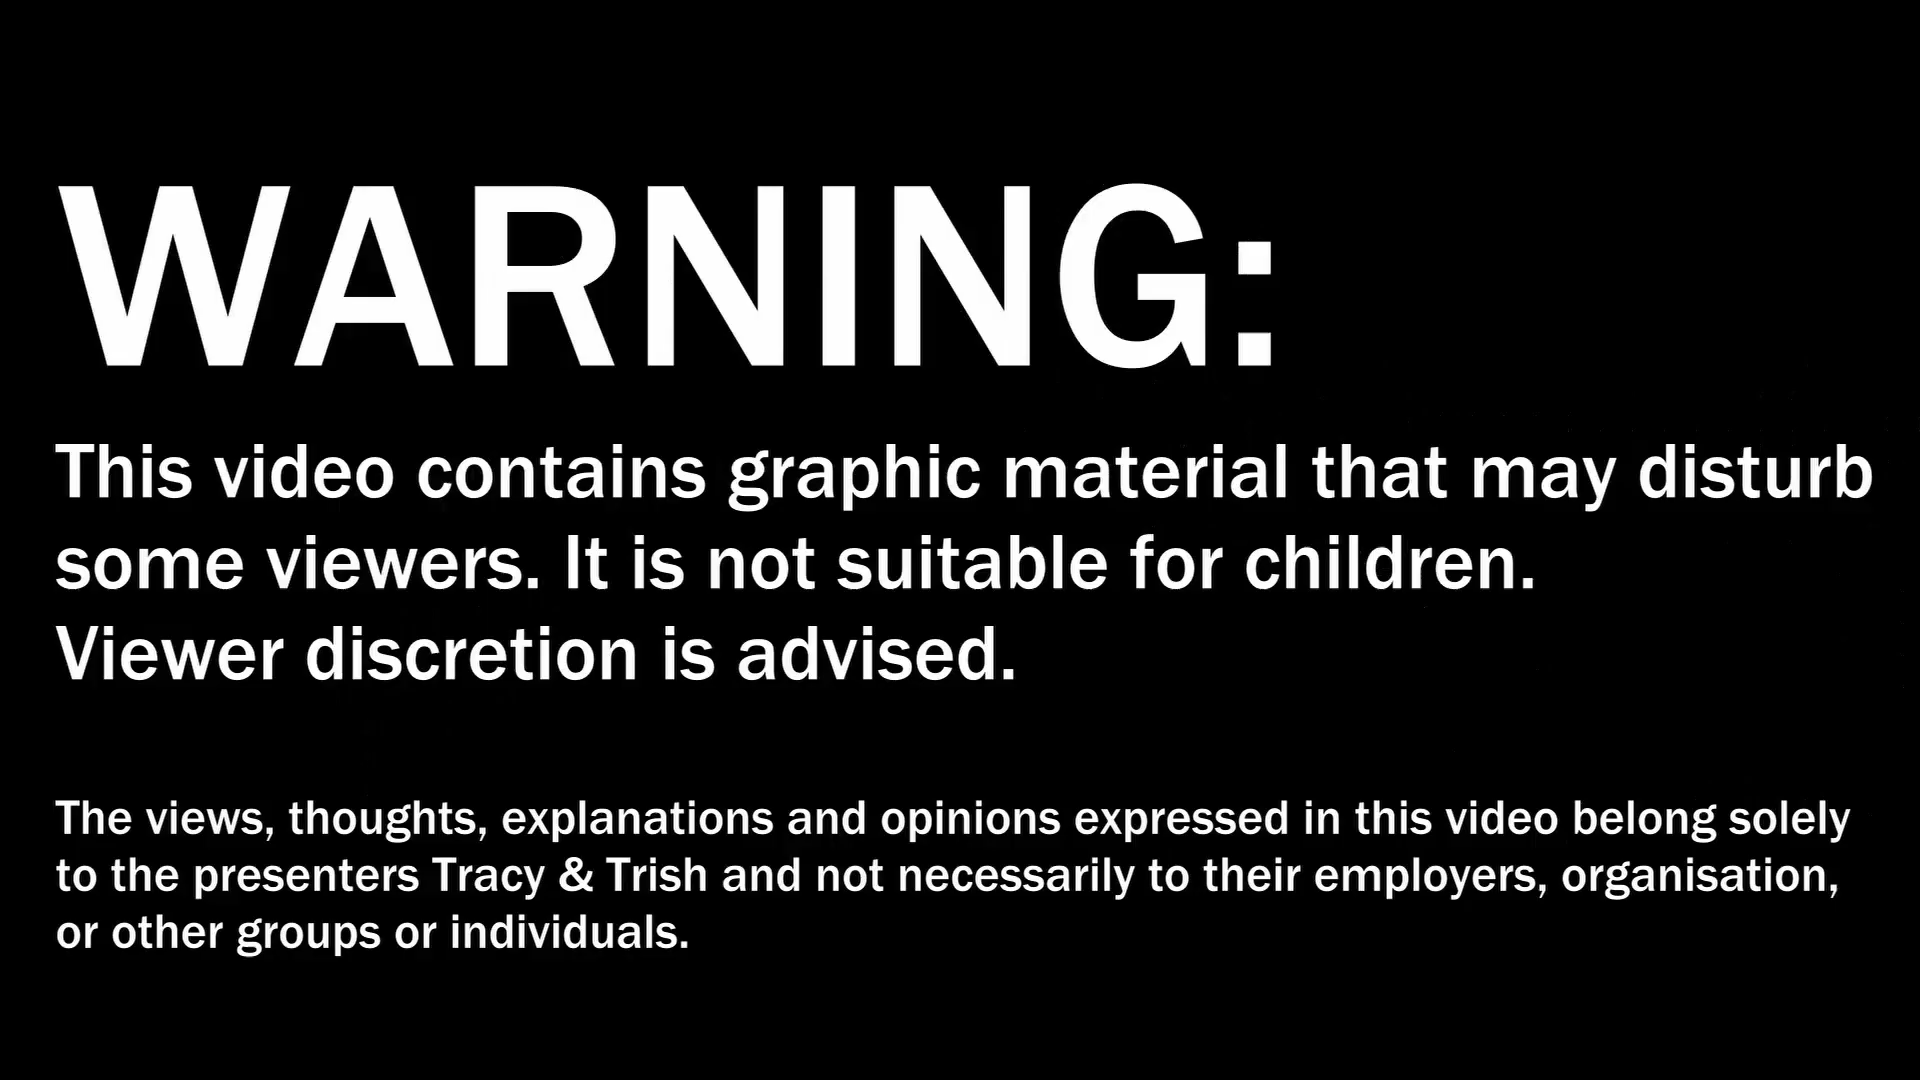 WARNING:
This video contains graphic material that may disturb
some viewers. It is not suitable for children.
Viewer discretion is advised.
The views, thoughts, explanations and opinions expressed in this video belong solely
to the presenters Tracy & Trish and not necessarily to their employers, organisation,
or other groups or individuals.